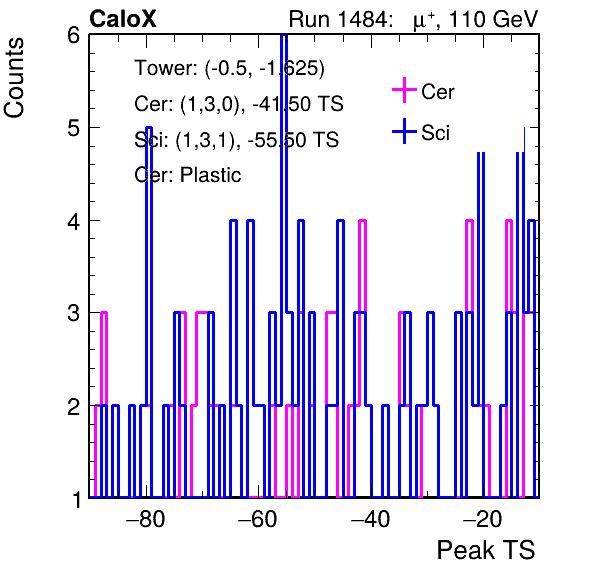 CaloX Run 1484: μ⁺, 110 GeV
Counts
6
5
4
3
2
1
Tower: (-0.5, -1.625)
Cer: (1,3,0), -41.50 TS
Sci: (1,3,1), -55.50 TS
Cer: Plastic
Cer
Sci
−80 −60 −40 −20
Peak TS